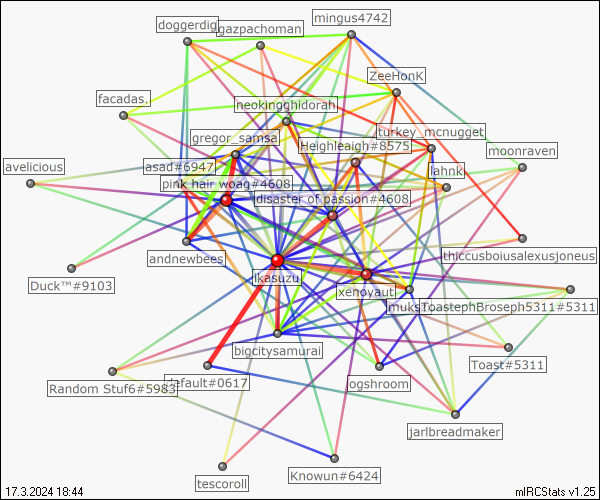 mingus4742
doggerdig
gazpachoman
ZeeHonK
facadas.
neokingghidorah
turkey_mcnugget
gregor_samsa
Heighleaigh#8575
moonraven
avelicious
asad#6947
lahnk
pink hair woag#4608
disaster of passion#4608
andnewbees
thiccusboiusalexusjoneus
ikasuzu
Duck™#9103
xenoyaut
muksToastephBroseph5311#5311
bigcitysamurai
Toast#5311
Random Stuf6#5983
default#0617
ogshroom
jarlbreadmaker
Knowun#6424
tescoroll
17.3.2024 18:44
mIRCStats v1.25